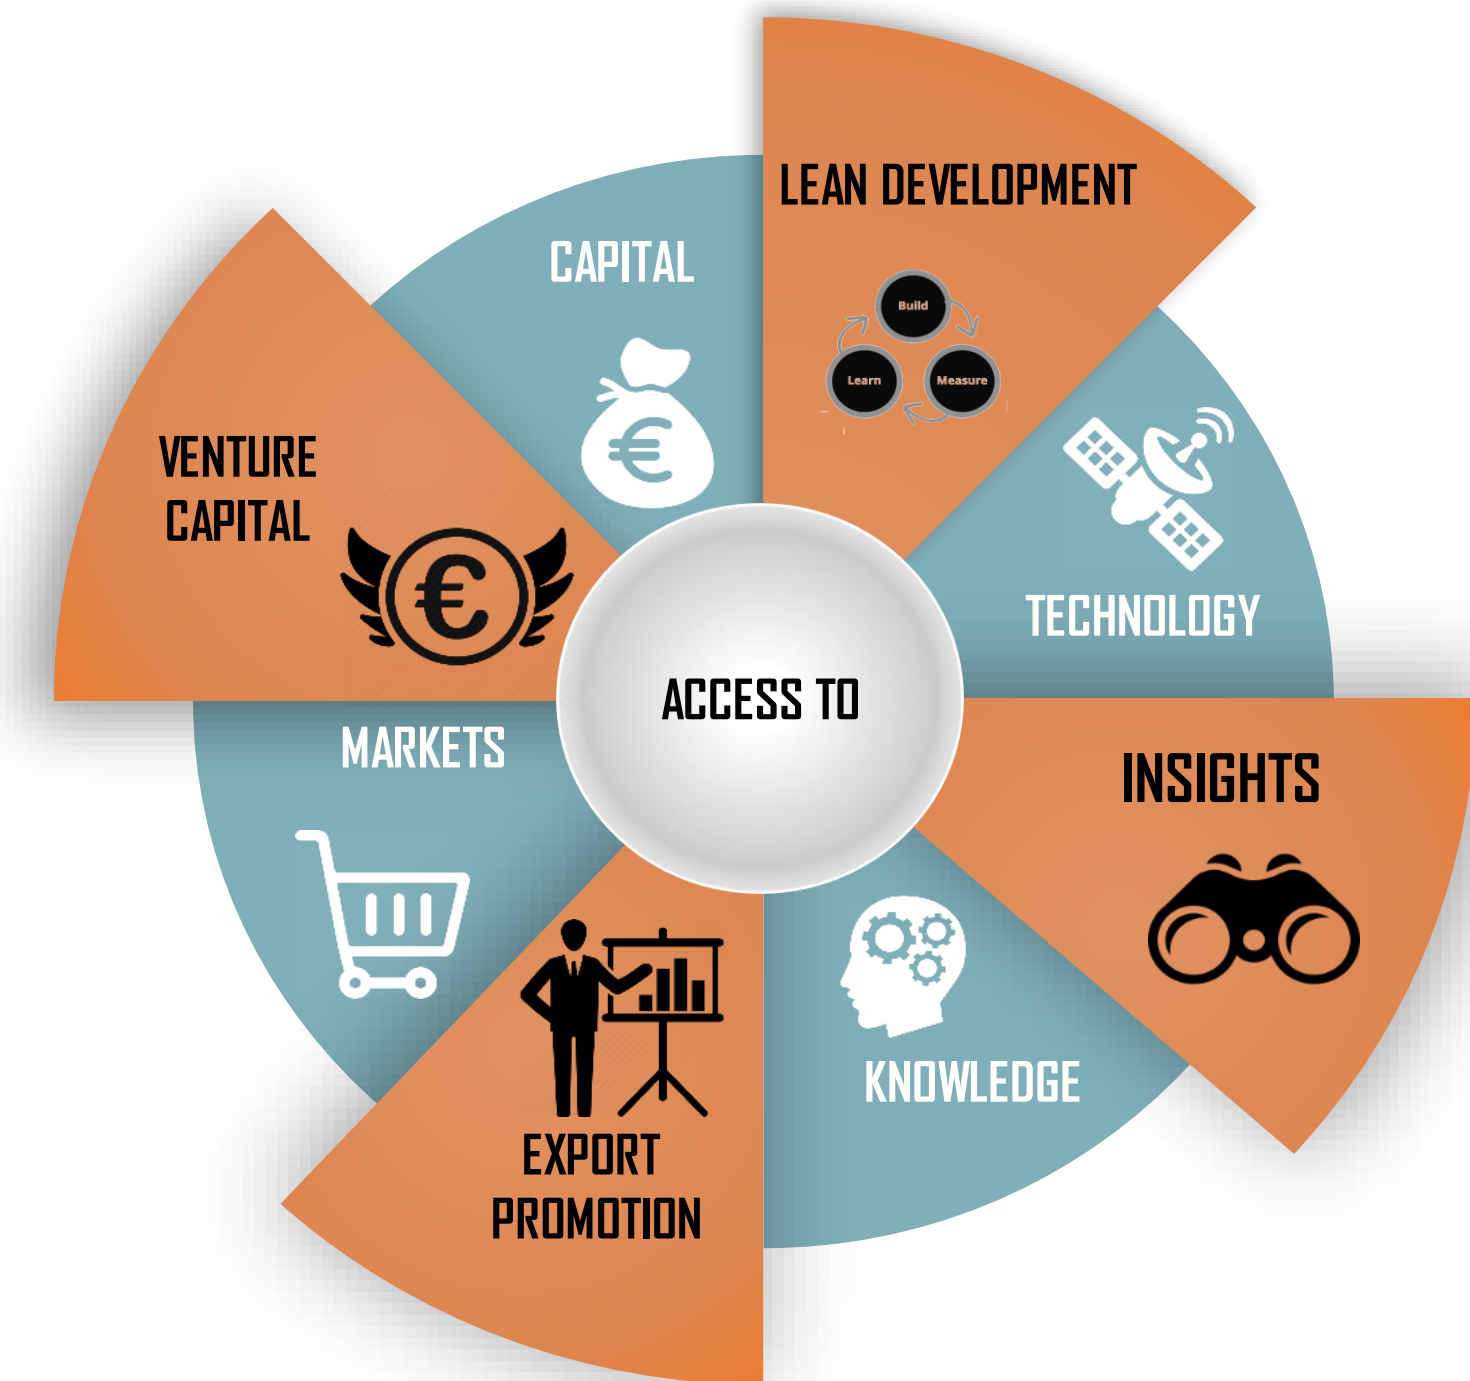 LEAN DEVELOPMENT
CAPITAL
Build
Learn
Measure
VENTURE
CAPITAL
€
€
TECHNOLOGY
ACCESS TO
MARKETS
INSIGHTS
KNOWLEDGE
EXPORT
PROMOTION